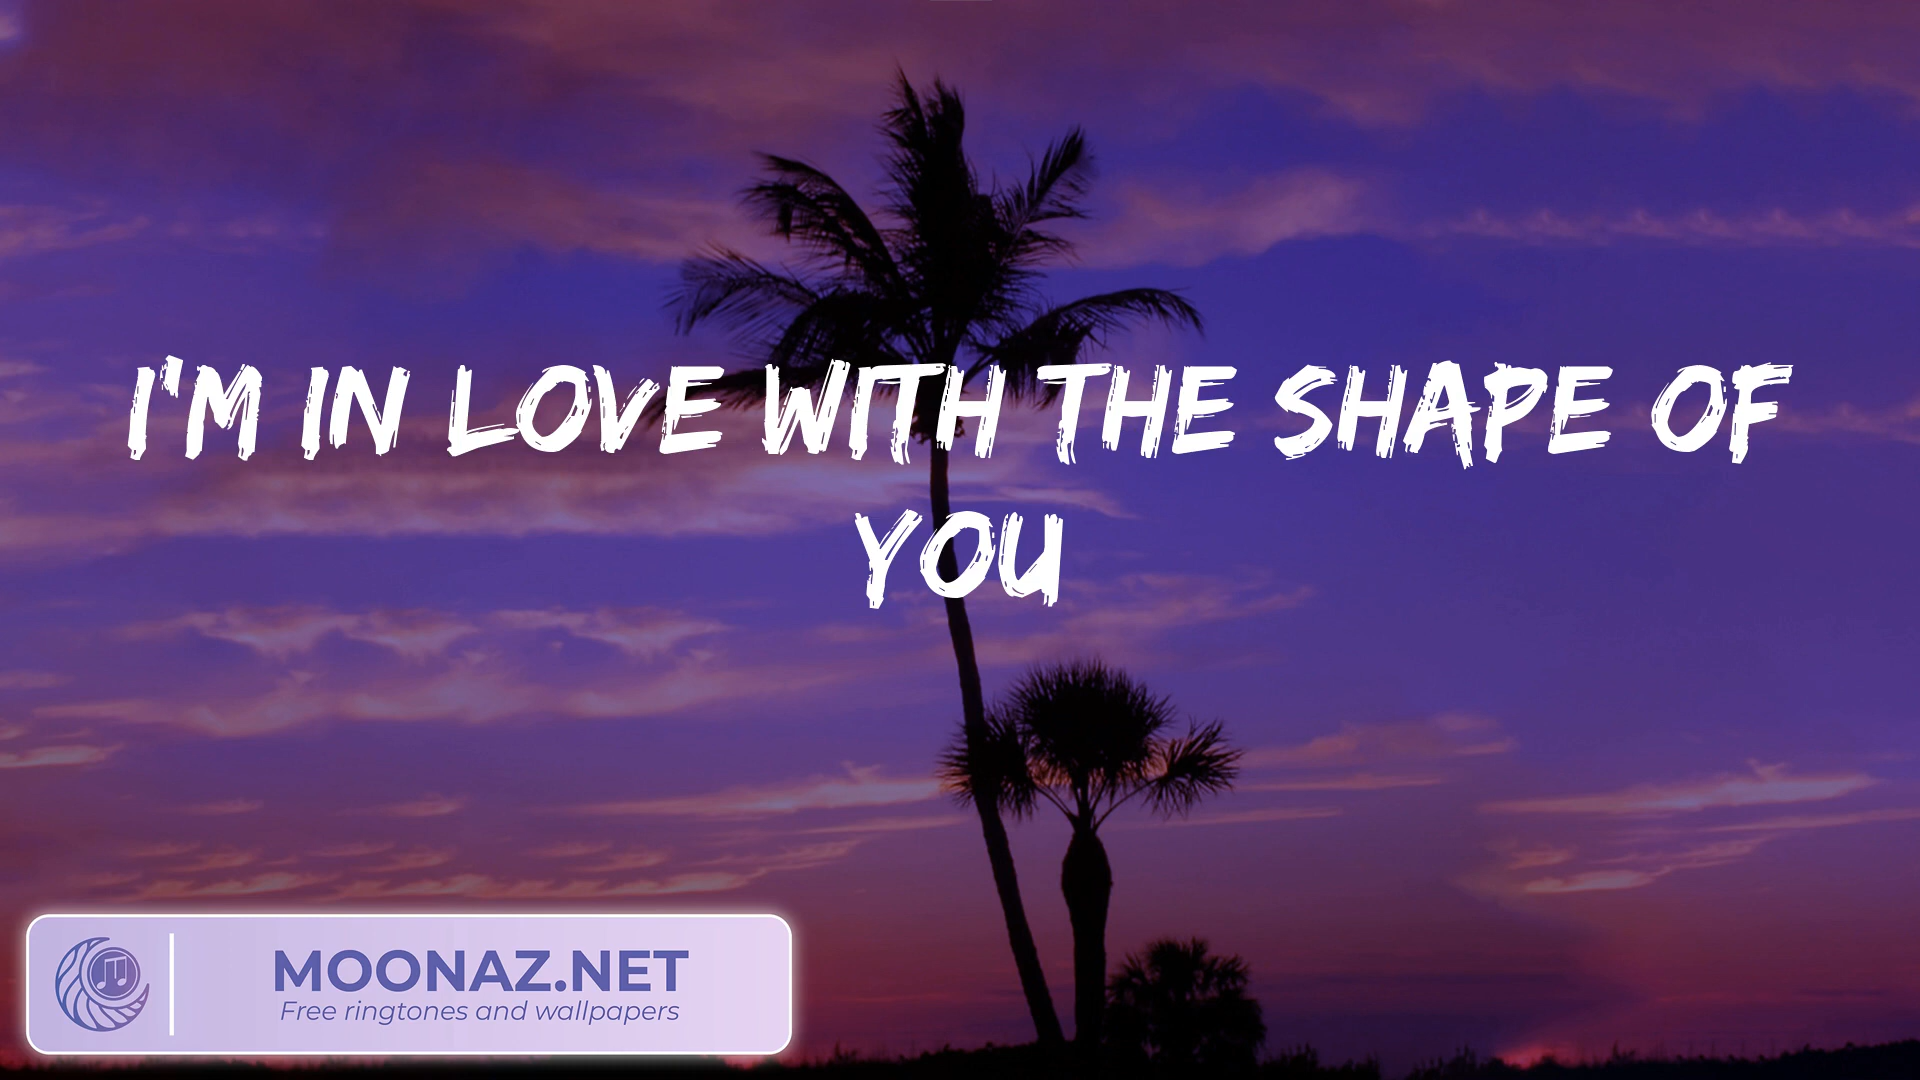 I'M IN LOVE WITH THE SHAPE OF
YOU
MOONAZ.NET
Free ringtones and wallpapers